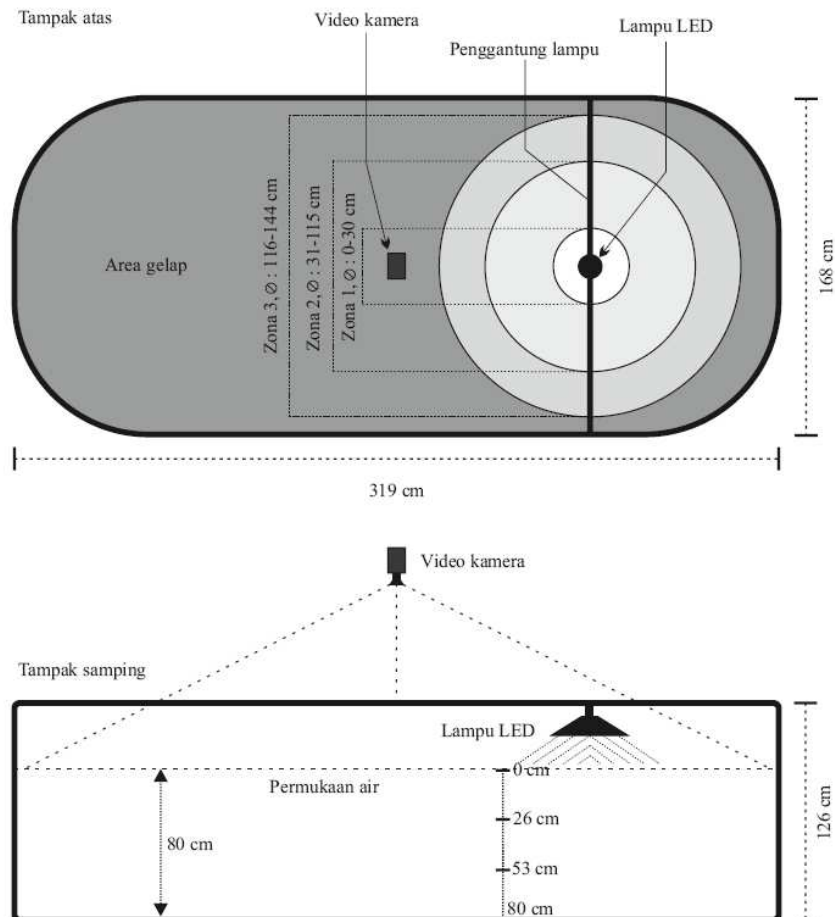 Tampak atas
Video kamera
Lampu LED
Penggantung lampu
Zona 3,∅ : 116-144 cm
Zona 2,∅ : 31-115 cm
Zona 1,∅ : 0-30 cm
Area gelap
168 cm
319 cm
Video kamera
Tampak samping
Lampu LED
0 cm
Permukaan air
26 cm
80 cm
53 cm
80 cm
126 cm